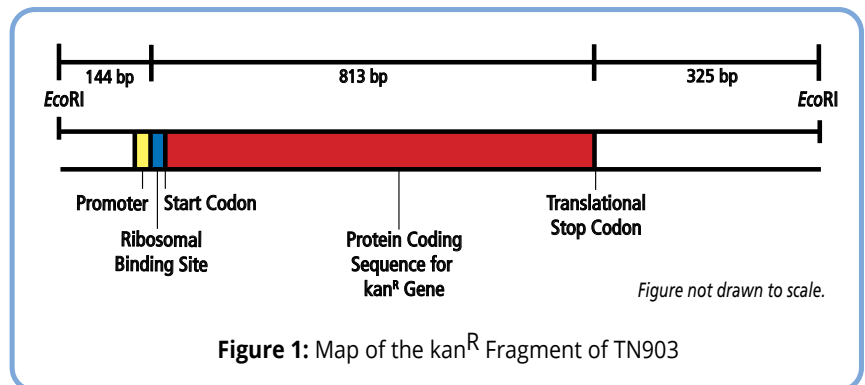 144 bp 813 bp 325 bp
EcoRI EcoRI
Promoter Start Codon
Ribosomal
Binding Site
Protein Coding
Sequence for
kanᴿ Gene
Translational
Stop Codon
Figure not drawn to scale.
Figure 1: Map of the kanᴿ Fragment of TN903